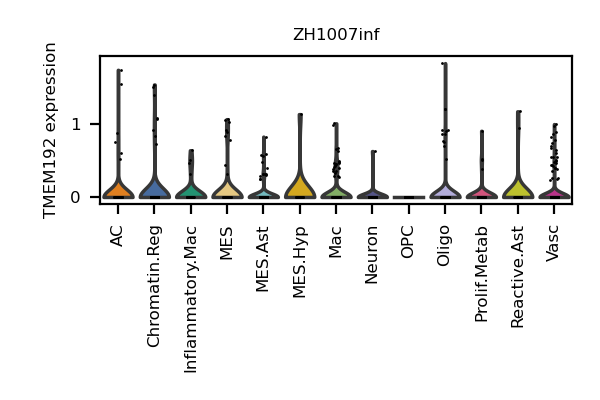 ZH1007inf
TMEM192 expression
1
0
AC
Chromatin.Reg
Inflammatory.Mac
MES
MES.Ast
MES.Hyp
Mac
Neuron
OPC
Oligo
Prolif.Metab
Reactive.Ast
Vasc